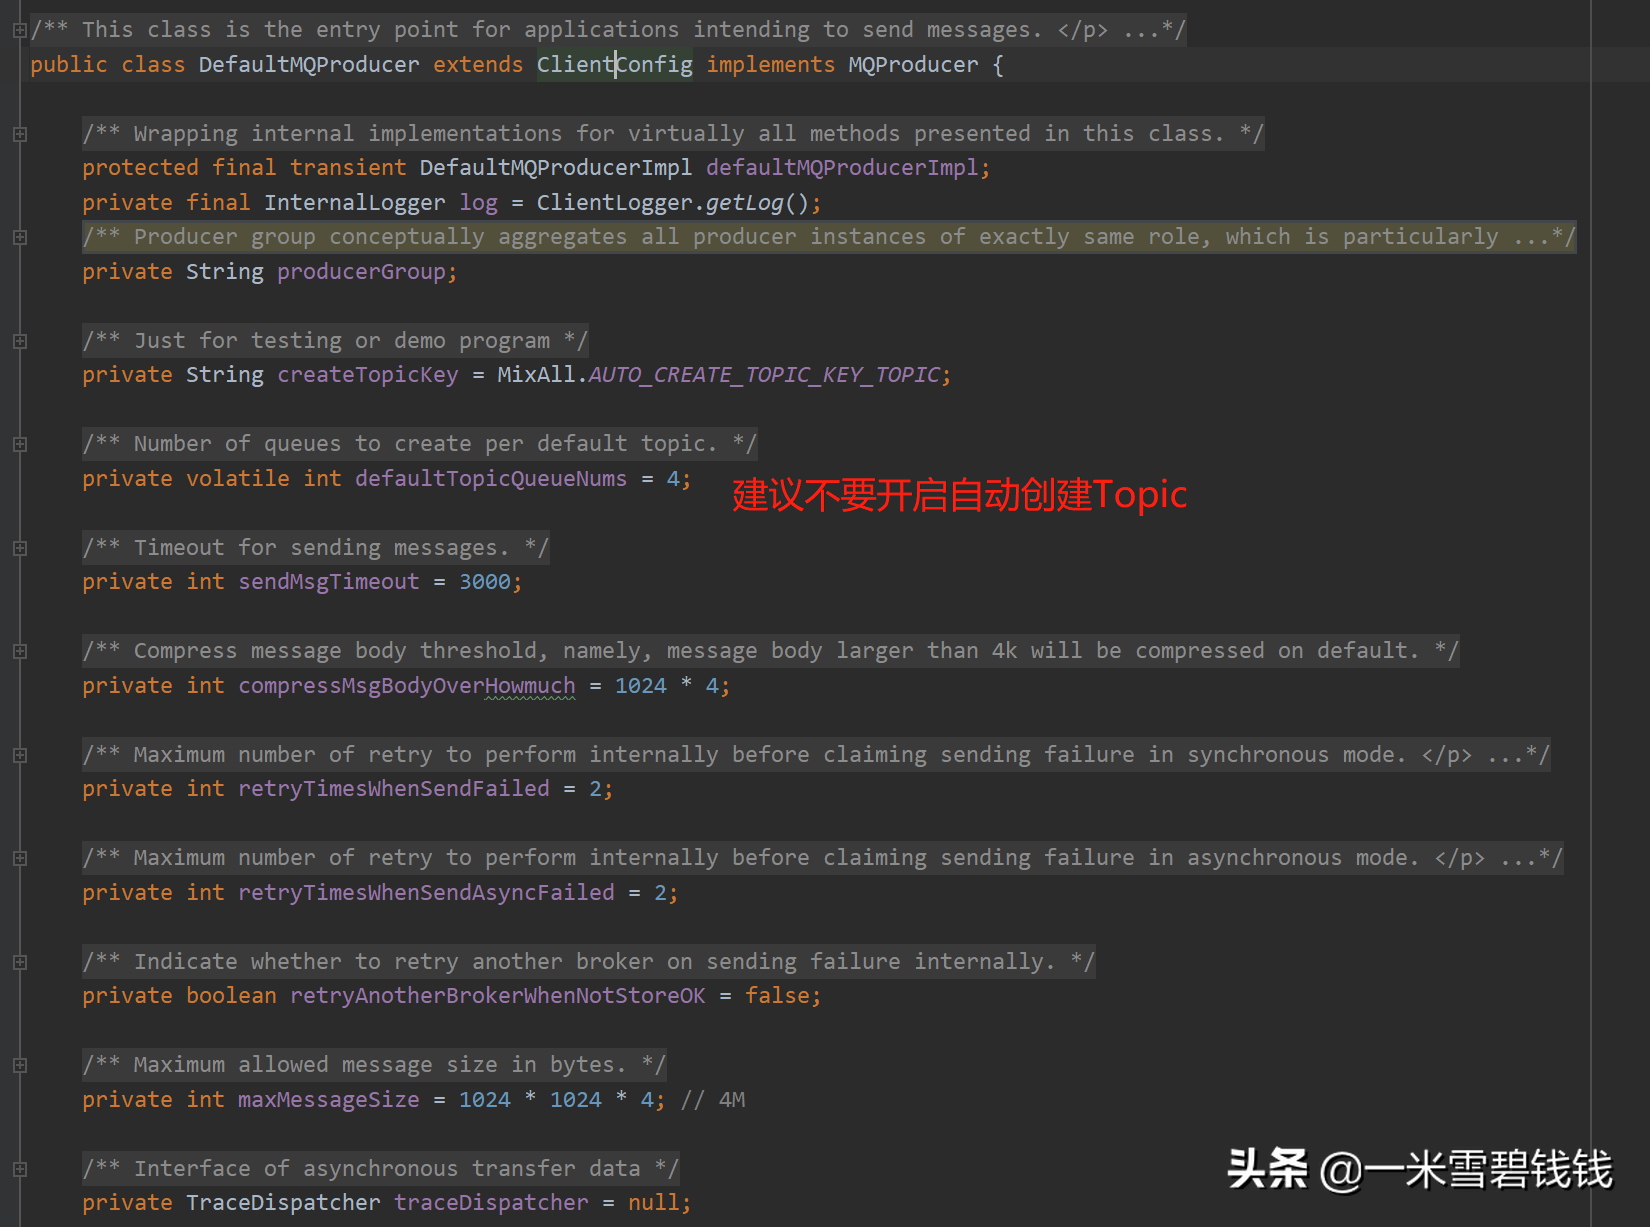 /** This class is the entry point for applications intending to send messages. </p> ...*/
public class DefaultMQProducer extends ClientConfig implements MQProducer {
/** Wrapping internal implementations for virtually all methods presented in this class. */
protected final transient DefaultMQProducerImpl defaultMQProducerImpl;
private final InternalLogger log = ClientLogger.getLog();
/** Producer group conceptually aggregates all producer instances of exactly same role, which is particularly ...*/
private String producerGroup;
/** Just for testing or demo program */
private String createTopicKey = MixAll.AUTO_CREATE_TOPIC_KEY_TOPIC;
/** Number of queues to create per default topic. */
private volatile int defaultTopicQueueNums = 4;
建议不要开启自动创建Topic
/** Timeout for sending messages. */
private int sendMsgTimeout = 3000;
/** Compress message body threshold, namely, message body larger than 4k will be compressed on default. */
private int compressMsgBodyOverHowmuch = 1024 * 4;
/** Maximum number of retry to perform internally before claiming sending failure in synchronous mode. </p> ...*/
private int retryTimesWhenSendFailed = 2;
/** Maximum number of retry to perform internally before claiming sending failure in asynchronous mode. </p> ...*/
private int retryTimesWhenSendAsyncFailed = 2;
/** Indicate whether to retry another broker on sending failure internally. */
private boolean retryAnotherBrokerWhenNotStoreOK = false;
/** Maximum allowed message size in bytes. */
private int maxMessageSize = 1024 * 1024 * 4; // 4M
/** Interface of asynchronous transfer data */
private TraceDispatcher traceDispatcher = null;
头条 @一米雪碧钱钱